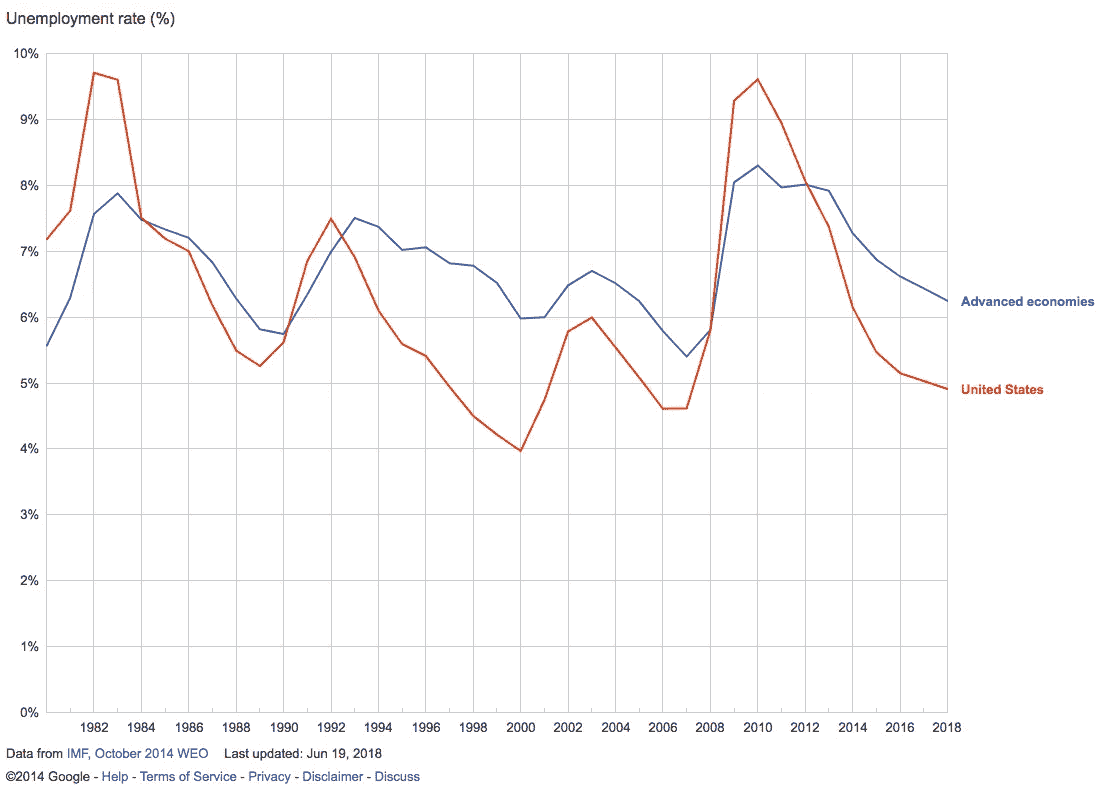 Unemployment rate (%)
10%
9%
8%
7%
6%
5%
4%
3%
2%
1%
0%
Advanced economies
United States
1982 1984 1986 1988 1990 1992 1994 1996 1998 2000 2002 2004 2006 2008 2010 2012 2014 2016 2018
Data from IMF, October 2014 WEO Last updated: Jun 19, 2018
©2014 Google - Help - Terms of Service - Privacy - Disclaimer - Discuss